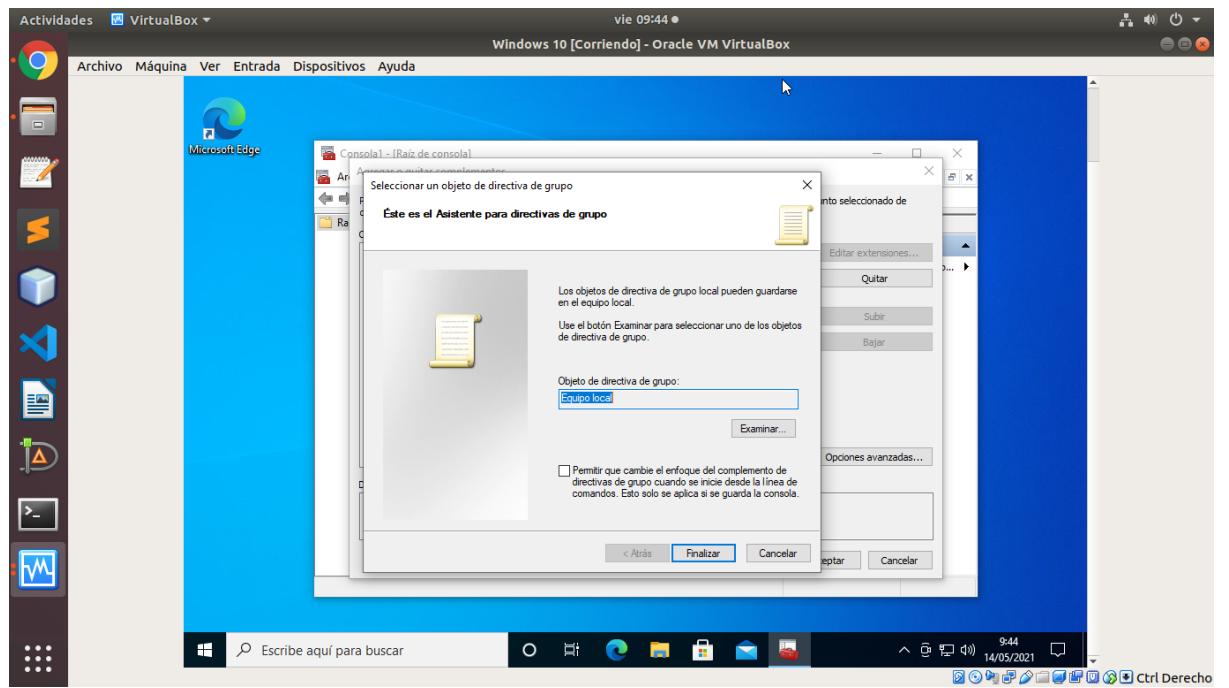 Actividades VirtualBox vie 09:44
Windows 10 [Corriendo] - Oracle VM VirtualBox
Archivo Máquina Ver Entrada Dispositivos Ayuda
Microsoft Edge
Consola1 - [Raíz de consola]
Agregar o quitar complementos
Seleccionar un objeto de directiva de grupo
Éste es el Asistente para directivas de grupo
unto seleccionado de
Editar extensiones...
Quitar
Los objetos de directiva de grupo local pueden guardarse
en el equipo local.
Subir
Use el botón Examinar para seleccionar uno de los objetos
de directiva de grupo.
Bajar
Objeto de directiva de grupo:
Equipo local
Examinar...
Opciones avanzadas...
Permitir que cambie el enfoque del complemento de
directivas de grupo cuando se inicie desde la línea de
comandos. Esto solo se aplica si se guarda la consola.
< Atrás Finalizar Cancelar
eptar Cancelar
Escribe aquí para buscar
9:44
14/05/2021
Ctrl Derecho